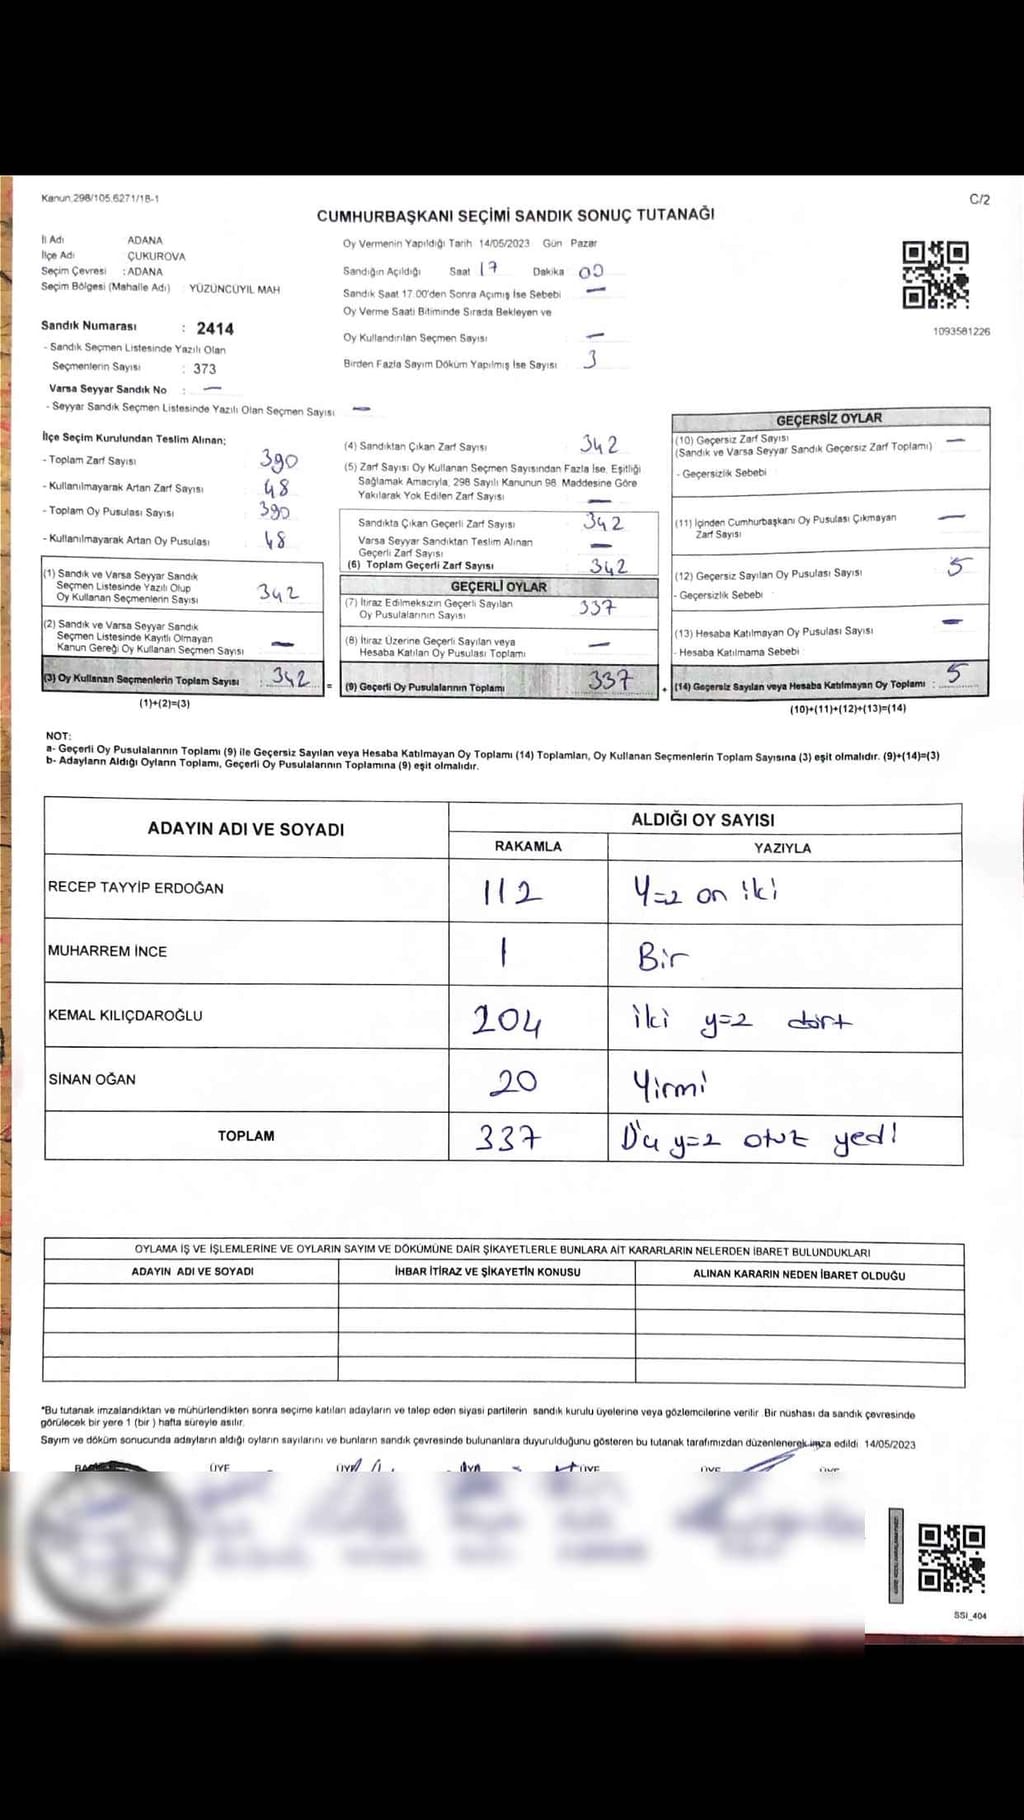 Kanun.298/105.6271/18-1
C/2
CUMHURBAŞKANI SEÇİMİ SANDIK SONUÇ TUTANAĞI
İl Adı ADANA
İlçe Adı ÇUKUROVA
Seçim Çevresi : ADANA
Seçim Bölgesi (Mahalle Adı) YÜZÜNCÜYIL MAH
Oy Vermenin Yapıldığı Tarih 14/05/2023 Gün Pazar
Sandığın Açıldığı Saat 17 Dakika 00
Sandık Saat 17:00'den Sonra Açımış İse Sebebi —
Oy Verme Saati Bitiminde Sırada Bekleyen ve
Oy Kullandırılan Seçmen Sayısı —
Birden Fazla Sayım Döküm Yapılmış İse Sayısı 3
1093581226
Sandık Numarası : 2414
- Sandık Seçmen Listesinde Yazılı Olan
Seçmenlerin Sayısı : 373
Varsa Seyyar Sandık No : —
- Seyyar Sandık Seçmen Listesinde Yazılı Olan Seçmen Sayısı —
İlçe Seçim Kurulundan Teslim Alınan;
- Toplam Zarf Sayısı 390
- Kullanılmayarak Artan Zarf Sayısı 48
- Toplam Oy Pusulası Sayısı 390
- Kullanılmayarak Artan Oy Pusulası 48
(1) Sandık ve Varsa Seyyar Sandık
Seçmen Listesinde Yazılı Olup
Oy Kullanan Seçmenlerin Sayısı 342
(2) Sandık ve Varsa Seyyar Sandık
Seçmen Listesinde Kayıtlı Olmayan
Kanun Gereği Oy Kullanan Seçmen Sayısı —
(3) Oy Kullanan Seçmenlerin Toplam Sayısı : 342
(1)+(2)=(3)
(4) Sandıktan Çıkan Zarf Sayısı 342
(5) Zarf Sayısı Oy Kullanan Seçmen Sayısından Fazla İse, Eşitliği
Sağlamak Amacıyla, 298 Sayılı Kanunun 98. Maddesine Göre
Yakılarak Yok Edilen Zarf Sayısı —
Sandıkta Çıkan Geçerli Zarf Sayısı 342
Varsa Seyyar Sandıktan Teslim Alınan
Geçerli Zarf Sayısı —
(6) Toplam Geçerli Zarf Sayısı 342
GEÇERLİ OYLAR
(7) İtiraz Edilmeksizin Geçerli Sayılan
Oy Pusulalarının Sayısı 337
(8) İtiraz Üzerine Geçerli Sayılan veya
Hesaba Katılan Oy Pusulası Toplamı —
= (9) Geçerli Oy Pusulalarının Toplamı 337
GEÇERSİZ OYLAR
(10) Geçersiz Zarf Sayısı —
(Sandık ve Varsa Seyyar Sandık Geçersiz Zarf Toplamı)
- Geçersizlik Sebebi
(11) İçinden Cumhurbaşkanı Oy Pusulası Çıkmayan
Zarf Sayısı —
(12) Geçersiz Sayılan Oy Pusulası Sayısı 5
- Geçersizlik Sebebi
(13) Hesaba Katılmayan Oy Pusulası Sayısı —
- Hesaba Katılmama Sebebi
+ (14) Geçersiz Sayılan veya Hesaba Katılmayan Oy Toplamı : 5
(10)+(11)+(12)+(13)=(14)
NOT:
a- Geçerli Oy Pusulalarının Toplamı (9) ile Geçersiz Sayılan veya Hesaba Katılmayan Oy Toplamı (14) Toplamları, Oy Kullanan Seçmenlerin Toplam Sayısına (3) eşit olmalıdır. (9)+(14)=(3)
b- Adayların Aldığı Oyların Toplamı, Geçerli Oy Pusulalarının Toplamına (9) eşit olmalıdır.
ADAYIN ADI VE SOYADI
ALDIĞI OY SAYISI
RAKAMLA YAZIYLA
RECEP TAYYİP ERDOĞAN 112 Y=2 on iki
MUHARREM İNCE 1 Bir
KEMAL KILIÇDAROĞLU 204 iki y=2 dört
SİNAN OĞAN 20 Yirmi
TOPLAM 337 y=2 otuz yedi
OYLAMA İŞ VE İŞLEMLERİNE VE OYLARIN SAYIM VE DÖKÜMÜNE DAİR ŞİKAYETLERLE BUNLARA AİT KARARLARIN NELERDEN İBARET BULUNDUKLARI
ADAYIN ADI VE SOYADI İHBAR İTİRAZ VE ŞİKAYETİN KONUSU ALINAN KARARIN NEDEN İBARET OLDUĞU
*Bu tutanak imzalandıktan ve mühürlendikten sonra seçime katılan adayların ve talep eden siyasi partilerin sandık kurulu üyelerine veya gözlemcilerine verilir. Bir nüshası da sandık çevresinde
görülecek bir yere 1 (bir ) hafta süreyle asılır.
Sayım ve döküm sonucunda adayların aldığı oyların sayılarını ve bunların sandık çevresinde bulunanlara duyurulduğunu gösteren bu tutanak tarafımızdan düzenlenerek imza edildi 14/05/2023
ÜYE ÜYE ÜYE ÜYE
SSI_404